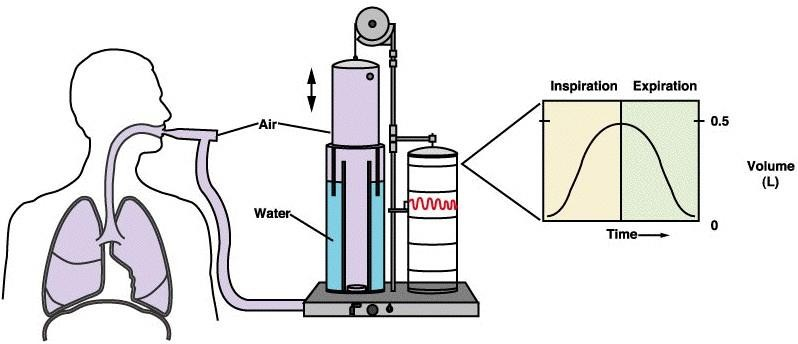 Inspiration Expiration
0.5
Air
Volume
(L)
Water
0
Time